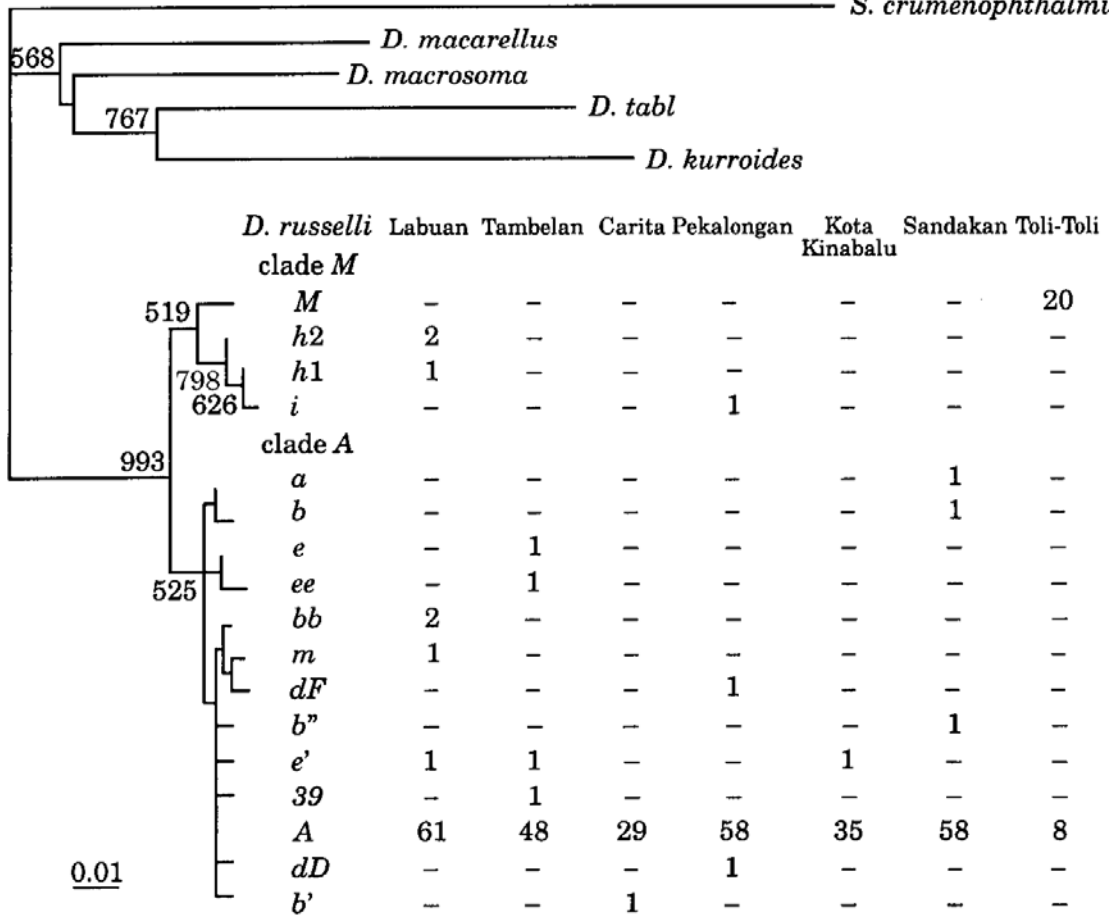 S. crumenophthalmu
568
D. macarellus
D. macrosoma
767
D. tabl
D. kurroides
D. russelli Labuan Tambelan Carita Pekalongan Kota Kinabalu Sandakan Toli-Toli
clade M
519 M – – – – – – 20
h2 2 – – – – – –
h1 1 – – – – – –
798
626 i – – – 1 – – –
clade A
993
a – – – – – 1 –
b – – – – – 1 –
e – 1 – – – – –
ee – 1 – – – – –
525
bb 2 – – – – – –
m 1 – – – – – –
dF – – – 1 – – –
b” – – – – – 1 –
e’ 1 1 – – 1 – –
39 – 1 – – – – –
A 61 48 29 58 35 58 8
0.01 dD – – – 1 – – –
b’ – – 1 – – – –